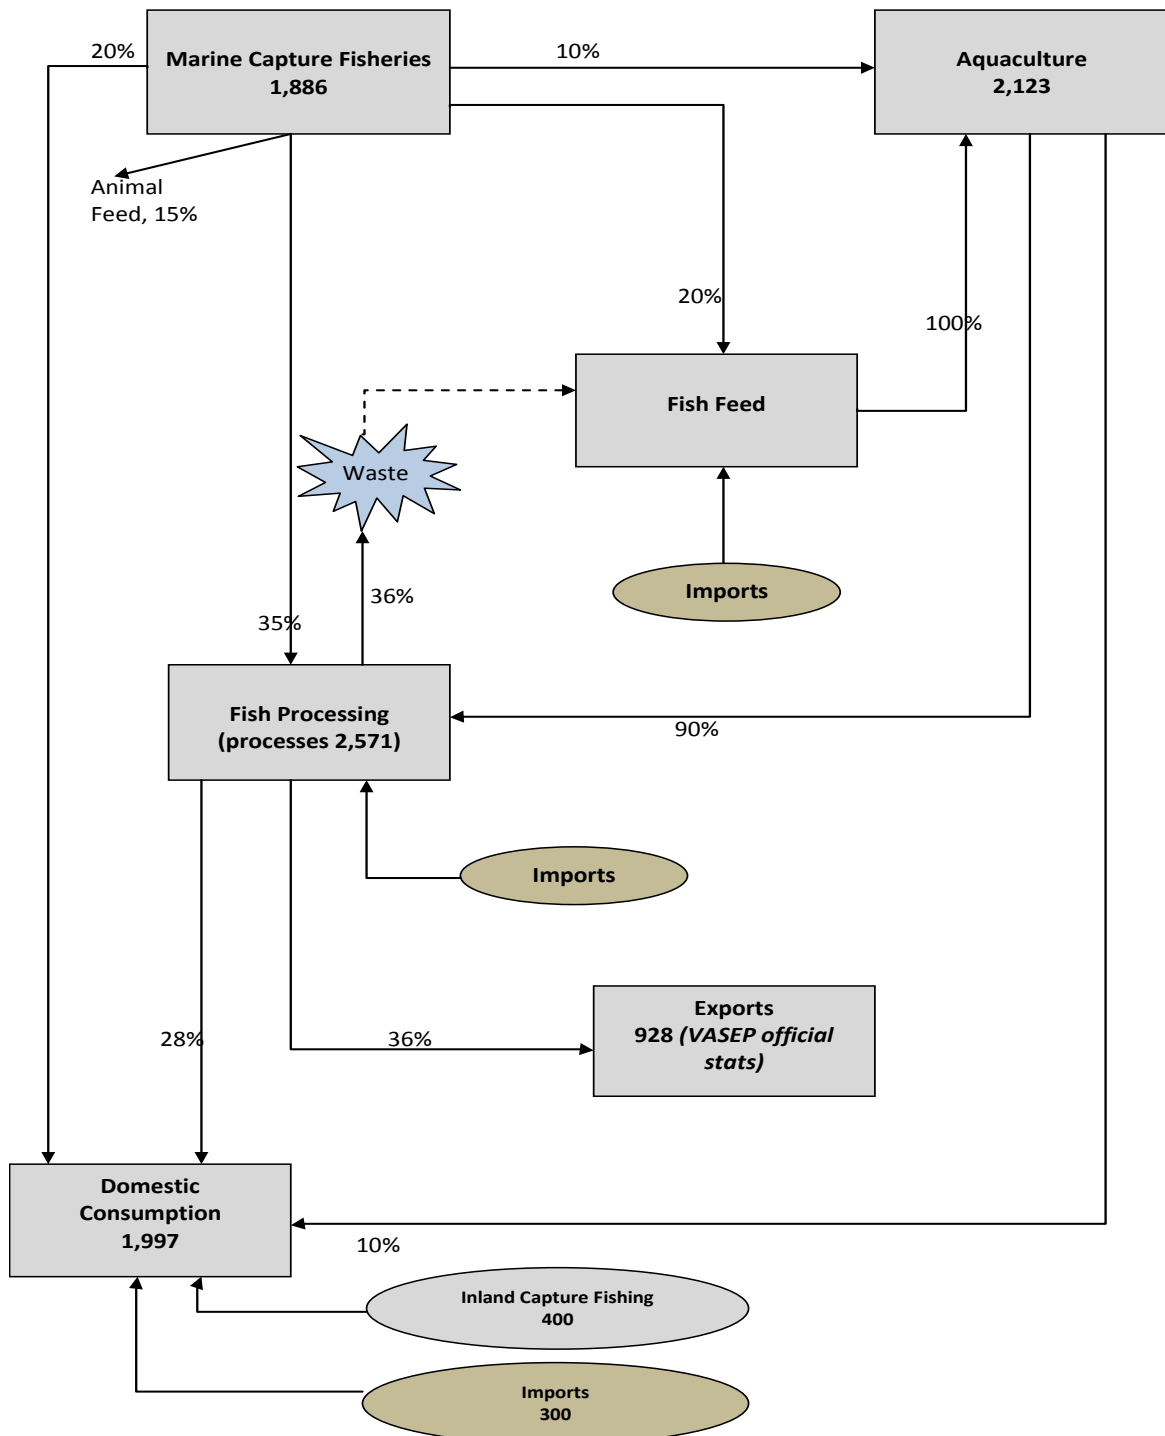 20%
Marine Capture Fisheries
1,886
10%
Aquaculture
2,123
Animal
Feed, 15%
20%
100%
Fish Feed
Waste
36%
Imports
35%
Fish Processing
(processes 2,571)
90%
Imports
Exports
928 (VASEP official
stats)
28%
36%
Domestic
Consumption
1,997
10%
Inland Capture Fishing
400
Imports
300